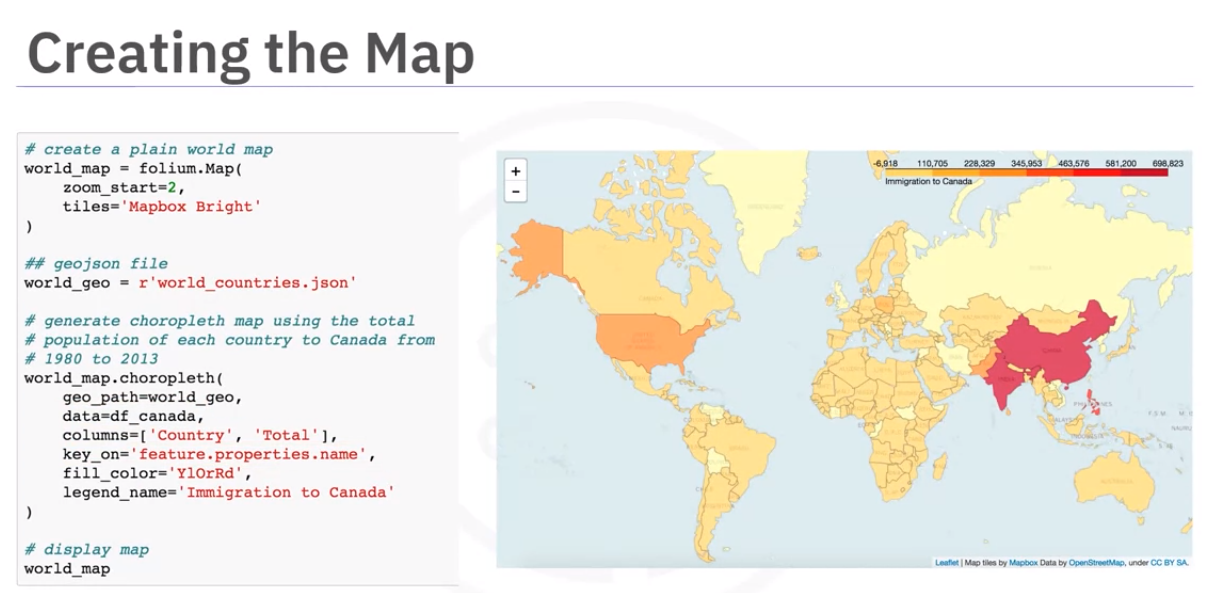 Creating the Map
# create a plain world map
world_map = folium.Map(
    zoom_start=2,
    tiles='Mapbox Bright'
)
## geojson file
world_geo = r'world_countries.json'
# generate choropleth map using the total
# population of each country to Canada from
# 1980 to 2013
world_map.choropleth(
    geo_path=world_geo,
    data=df_canada,
    columns=['Country', 'Total'],
    key_on='feature.properties.name',
    fill_color='YlOrRd',
    legend_name='Immigration to Canada'
)
# display map
world_map
+
-
-6,918 110,705 228,329 345,953 463,576 581,200 698,823
Immigration to Canada
Leaflet | Map tiles by Mapbox Data by OpenStreetMap, under CC BY SA.